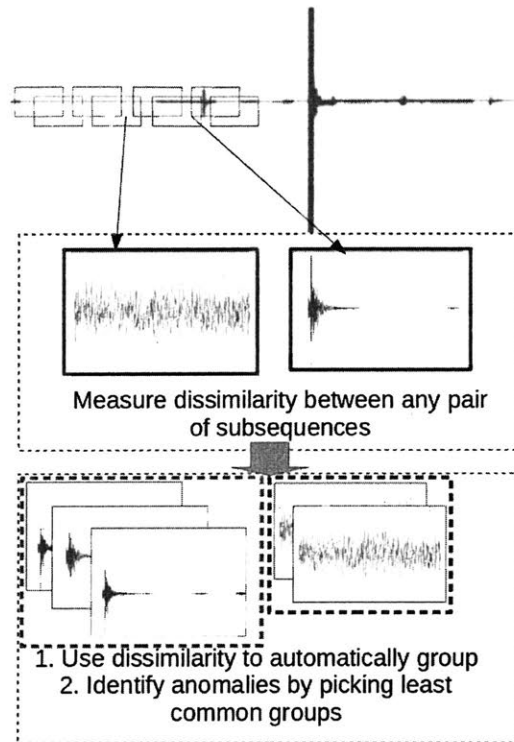 Measure dissimilarity between any pair
of subsequences
1. Use dissimilarity to automatically group
2. Identify anomalies by picking least
common groups